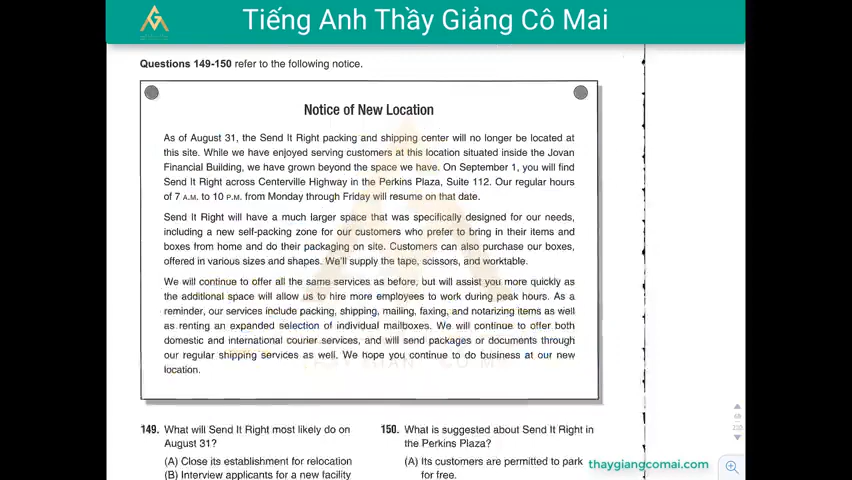 Tiếng Anh Thầy Giảng Cô Mai
Questions 149-150 refer to the following notice.
Notice of New Location
As of August 31, the Send It Right packing and shipping center will no longer be located at
this site. While we have enjoyed serving customers at this location situated inside the Jovan
Financial Building, we have grown beyond the space we have. On September 1, you will find
Send It Right across Centerville Highway in the Perkins Plaza, Suite 112. Our regular hours
of 7 A.M. to 10 P.M. from Monday through Friday will resume on that date.
Send It Right will have a much larger space that was specifically designed for our needs,
including a new self-packing zone for our customers who prefer to bring in their items and
boxes from home and do their packaging on site. Customers can also purchase our boxes,
offered in various sizes and shapes. We'll supply the tape, scissors, and worktable.
We will continue to offer all the same services as before, but will assist you more quickly as
the additional space will allow us to hire more employees to work during peak hours. As a
reminder, our services include packing, shipping, mailing, faxing, and notarizing items as well
as renting an expanded selection of individual mailboxes. We will continue to offer both
domestic and international courier services, and will send packages or documents through
our regular shipping services as well. We hope you continue to do business at our new
location.
149. What will Send It Right most likely do on
August 31?
(A) Close its establishment for relocation
(B) Interview applicants for a new facility
150. What is suggested about Send It Right in
the Perkins Plaza?
(A) Its customers are permitted to park
for free.
thaygiangcomai.com